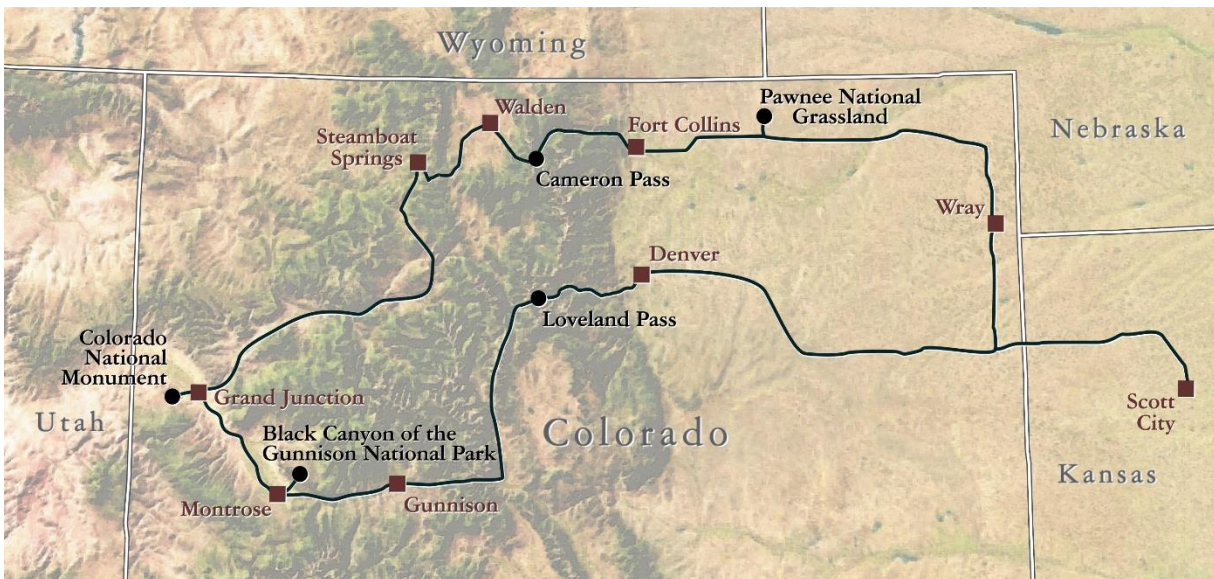 Wyoming
Walden
Pawnee National
Grassland
Steamboat
Springs
Fort Collins
Nebraska
Cameron Pass
Wray
Denver
Loveland Pass
Colorado
National
Monument
Grand Junction
Utah
Scott
City
Black Canyon of the
Gunnison National Park
Colorado
Kansas
Montrose
Gunnison